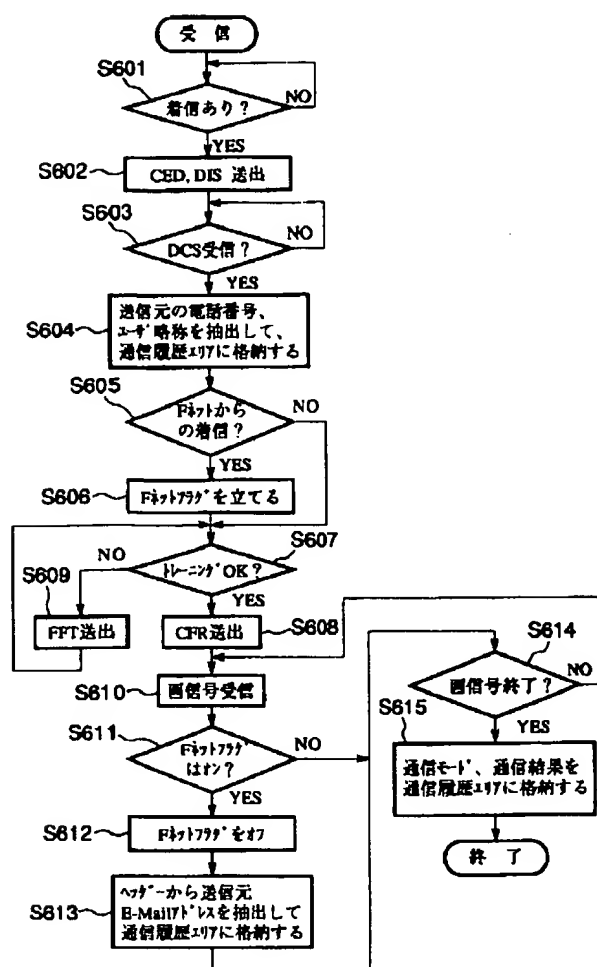 受 信
S601
着信あり?
NO
YES
S602
CED, DIS 送出
S603
NO
DCS受信?
YES
S604
送信元の電話番号、
ユーザ略称を抽出して、
通信履歴エリアに格納する
S605
Fネットから
の着信?
NO
YES
S606
Fネットフラグを立てる
S607
NO
トレーニングOK?
YES
S609
FFT送出
CFR送出
S608
S610
画信号受信
S611
Fネットフラグ
はオン?
NO
YES
S612
Fネットフラグをオフ
S613
ヘッダーから送信元
E-Mailアドレスを抽出して
通信履歴エリアに格納する
S614
画信号終了?
NO
YES
S615
通信モード、通信結果を
通信履歴エリアに格納する
終 了